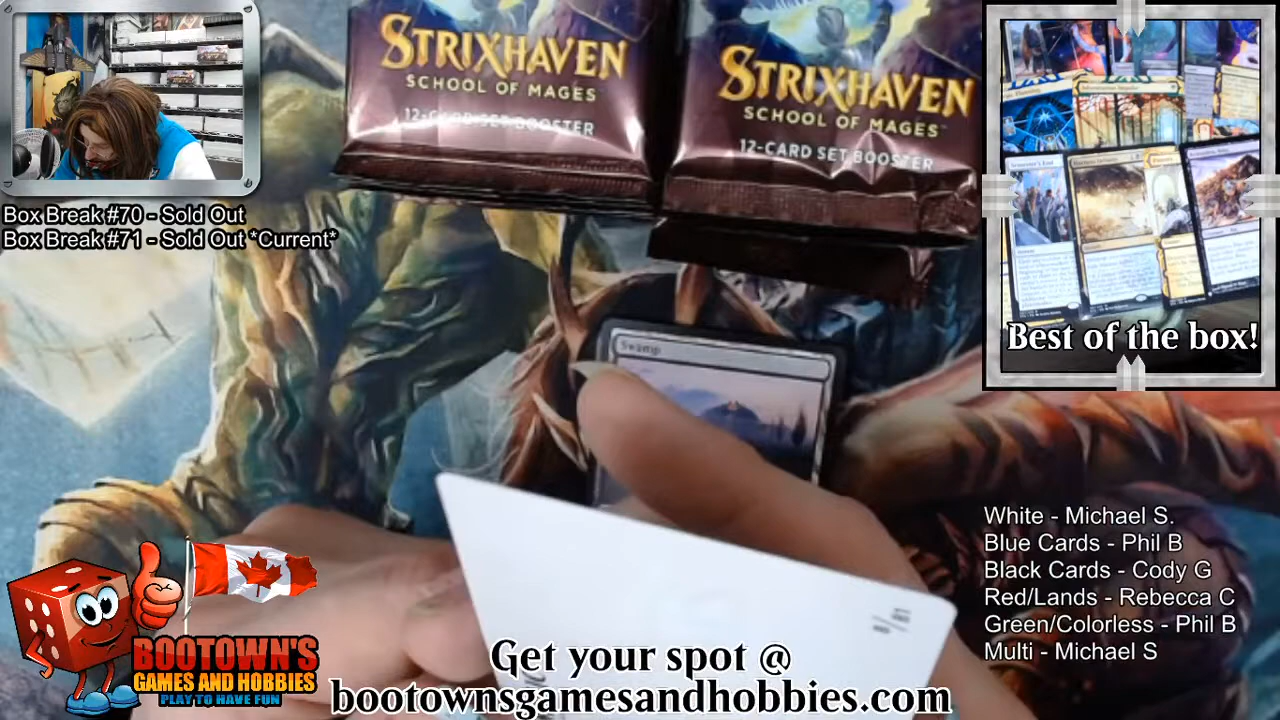 STRIXHAVEN
SCHOOL OF MAGES
12-CARD SET BOOSTER
STRIXHAVEN
SCHOOL OF MAGES
12-CARD SET BOOSTER
Box Break #70 - Sold Out
Box Break #71 - Sold Out *Current*
Best of the box!
Swamp
White - Michael S.
Blue Cards - Phil B
Black Cards - Cody G
Red/Lands - Rebecca C
Green/Colorless - Phil B
Multi - Michael S
BOOTOWN'S
GAMES AND HOBBIES
PLAY TO HAVE FUN
Get your spot @
bootownsgamesandhobbies.com